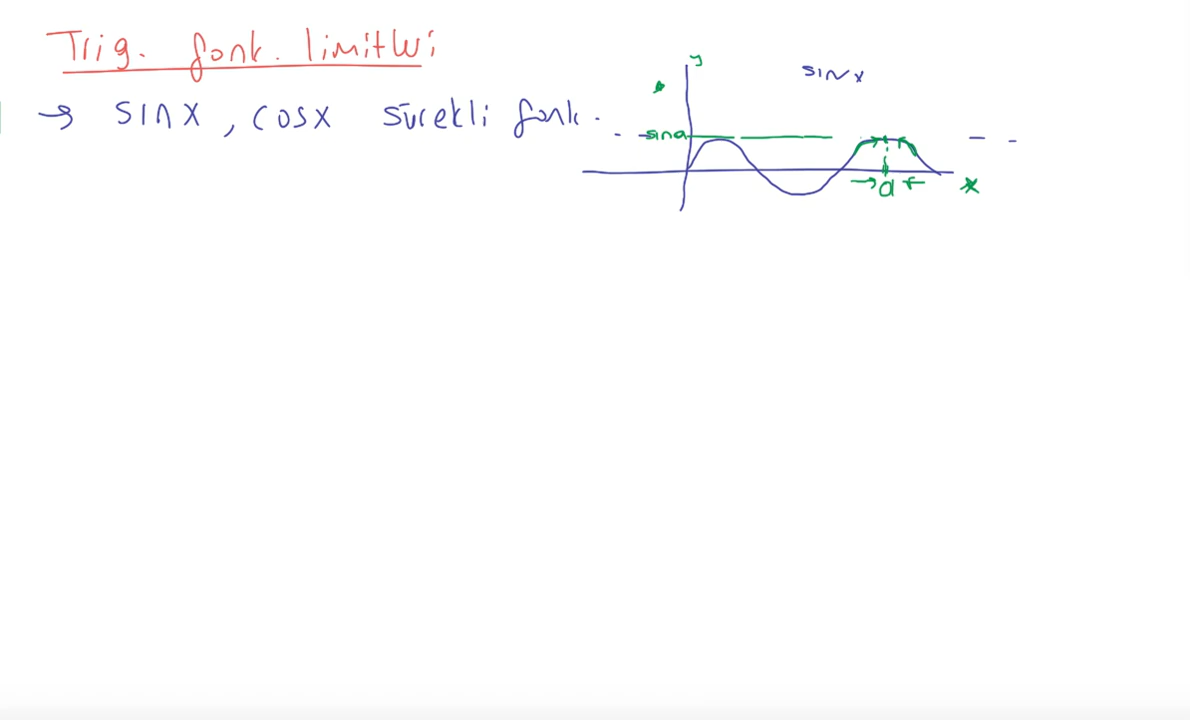 Trig. fonk. limitleri
→ sinx, cosx sürekli fonk.
y
sinx
sina
→ a ←
x